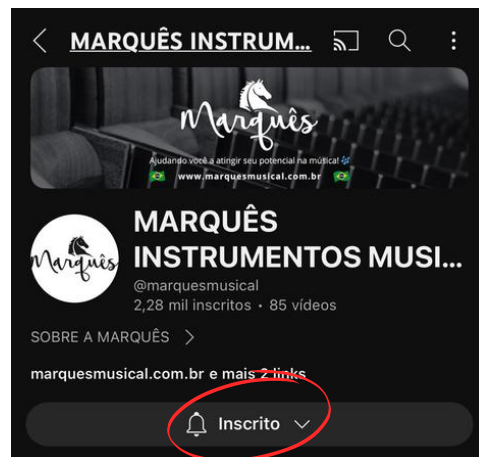 MARQUÊS INSTRUM...
Marquês
Ajudando você a atingir seu potencial na música!
www.marquesmusical.com.br
Marquês
MARQUÊS
INSTRUMENTOS MUSI...
@marquesmusical
2,28 mil inscritos • 85 vídeos
SOBRE A MARQUÊS >
marquesmusical.com.br e mais 2 links
Inscrito